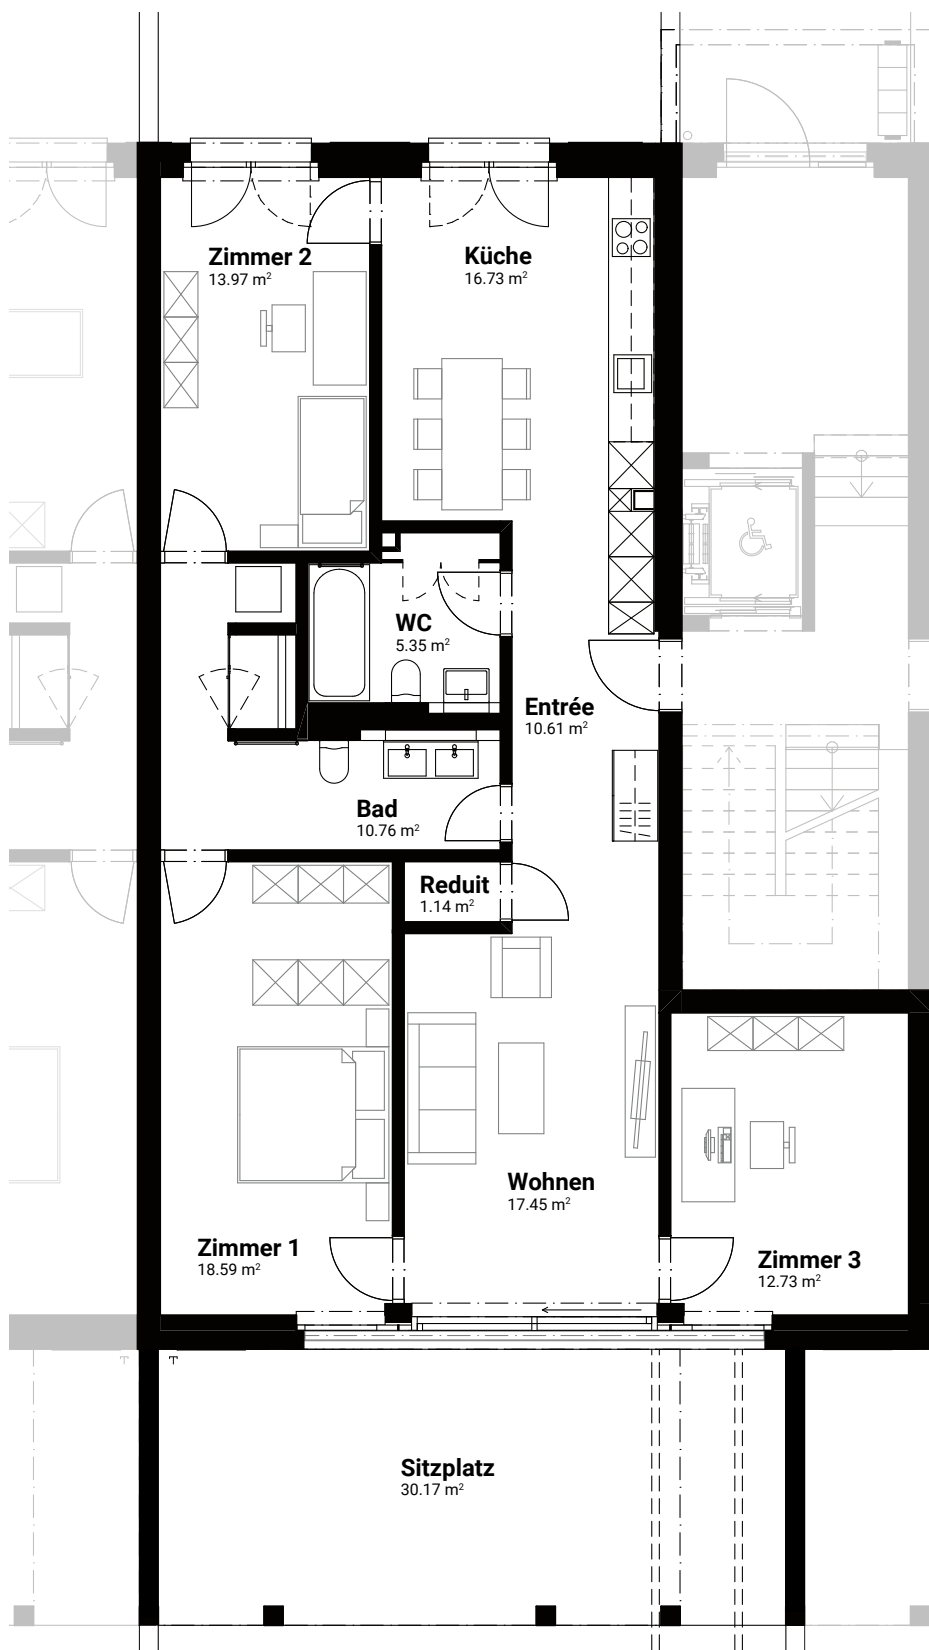 Zimmer 2
13.97 m²
Küche
16.73 m²
WC
5.35 m²
Entrée
10.61 m²
Bad
10.76 m²
Reduit
1.14 m²
Wohnen
17.45 m²
Zimmer 1
18.59 m²
Zimmer 3
12.73 m²
Sitzplatz
30.17 m²